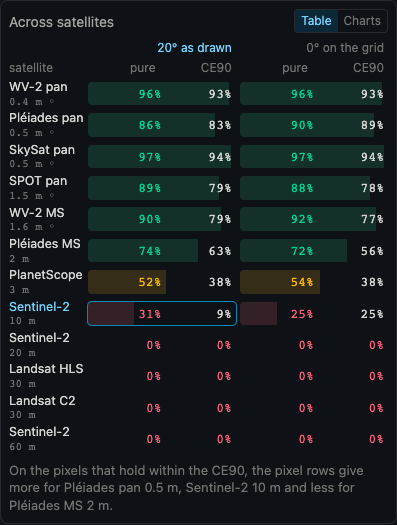 Across satellites Table Charts
20° as drawn 0° on the grid
satellite pure CE90 pure CE90
WV-2 pan 96% 93% 96% 93%
0.4 m °
Pléiades pan 86% 83% 90% 89%
0.5 m °
SkySat pan 97% 94% 97% 94%
0.5 m °
SPOT pan 89% 79% 88% 78%
1.5 m °
WV-2 MS 90% 79% 92% 77%
1.6 m °
Pléiades MS 74% 63% 72% 56%
2 m
PlanetScope 52% 38% 54% 38%
3 m
Sentinel-2 31% 9% 25% 25%
10 m
Sentinel-2 0% 0% 0% 0%
20 m
Landsat HLS 0% 0% 0% 0%
30 m
Landsat C2 0% 0% 0% 0%
30 m
Sentinel-2 0% 0% 0% 0%
60 m
On the pixels that hold within the CE90, the pixel rows give
more for Pléiades pan 0.5 m, Sentinel-2 10 m and less for
Pléiades MS 2 m.